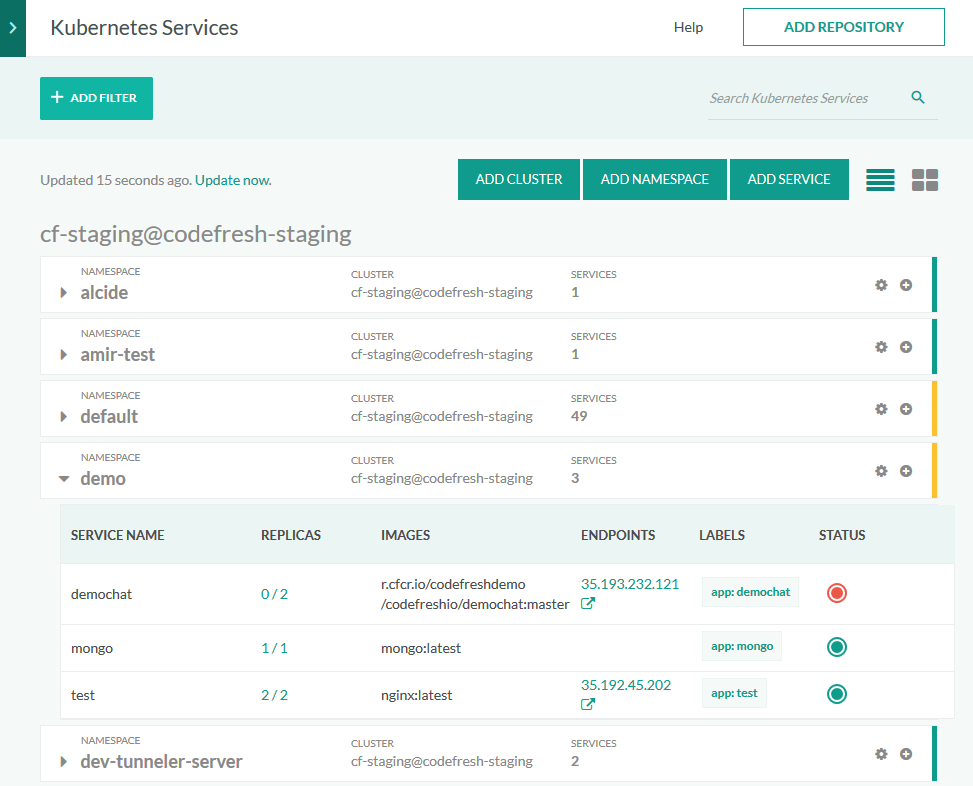 Kubernetes Services
Help
ADD REPOSITORY
ADD FILTER
Search Kubernetes Services
Updated 15 seconds ago. Update now.
ADD CLUSTER
ADD NAMESPACE
ADD SERVICE
cf-staging@codefresh-staging
NAMESPACE CLUSTER SERVICES
alcide cf-staging@codefresh-staging 1
NAMESPACE CLUSTER SERVICES
amir-test cf-staging@codefresh-staging 1
NAMESPACE CLUSTER SERVICES
default cf-staging@codefresh-staging 49
NAMESPACE CLUSTER SERVICES
demo cf-staging@codefresh-staging 3
SERVICE NAME REPLICAS IMAGES ENDPOINTS LABELS STATUS
demochat 0 / 2 r.cfcr.io/codefreshdemo
/codefreshio/demochat:master 35.193.232.121 app: demochat
mongo 1 / 1 mongo:latest app: mongo
test 2 / 2 nginx:latest 35.192.45.202 app: test
NAMESPACE CLUSTER SERVICES
dev-tunneler-server cf-staging@codefresh-staging 2